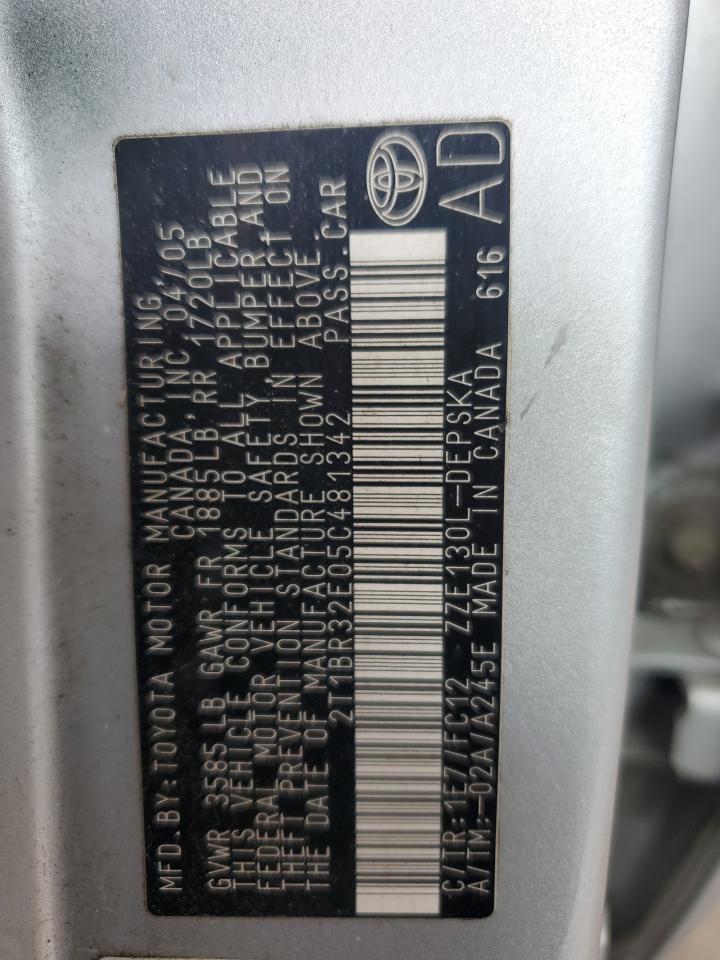 MFD. BY: TOYOTA MOTOR MANUFACTURING
CANADA, INC 04/05
GVWR 3585LB GAWR FR 1885LB, RR 1720LB
THIS VEHICLE CONFORMS TO ALL APPLICABLE
FEDERAL MOTOR VEHICLE SAFETY, BUMPER,AND
THEFT PREVENTION STANDARDS IN EFFECT ON
THE DATE OF MANUFACTURE SHOWN ABOVE.
2T1BR32E05C481342 PASS.CAR
C/TR:1E7/FC12 ZZE130L-DEPSKA
A/TM:-02A/A245E MADE IN CANADA 616
AD